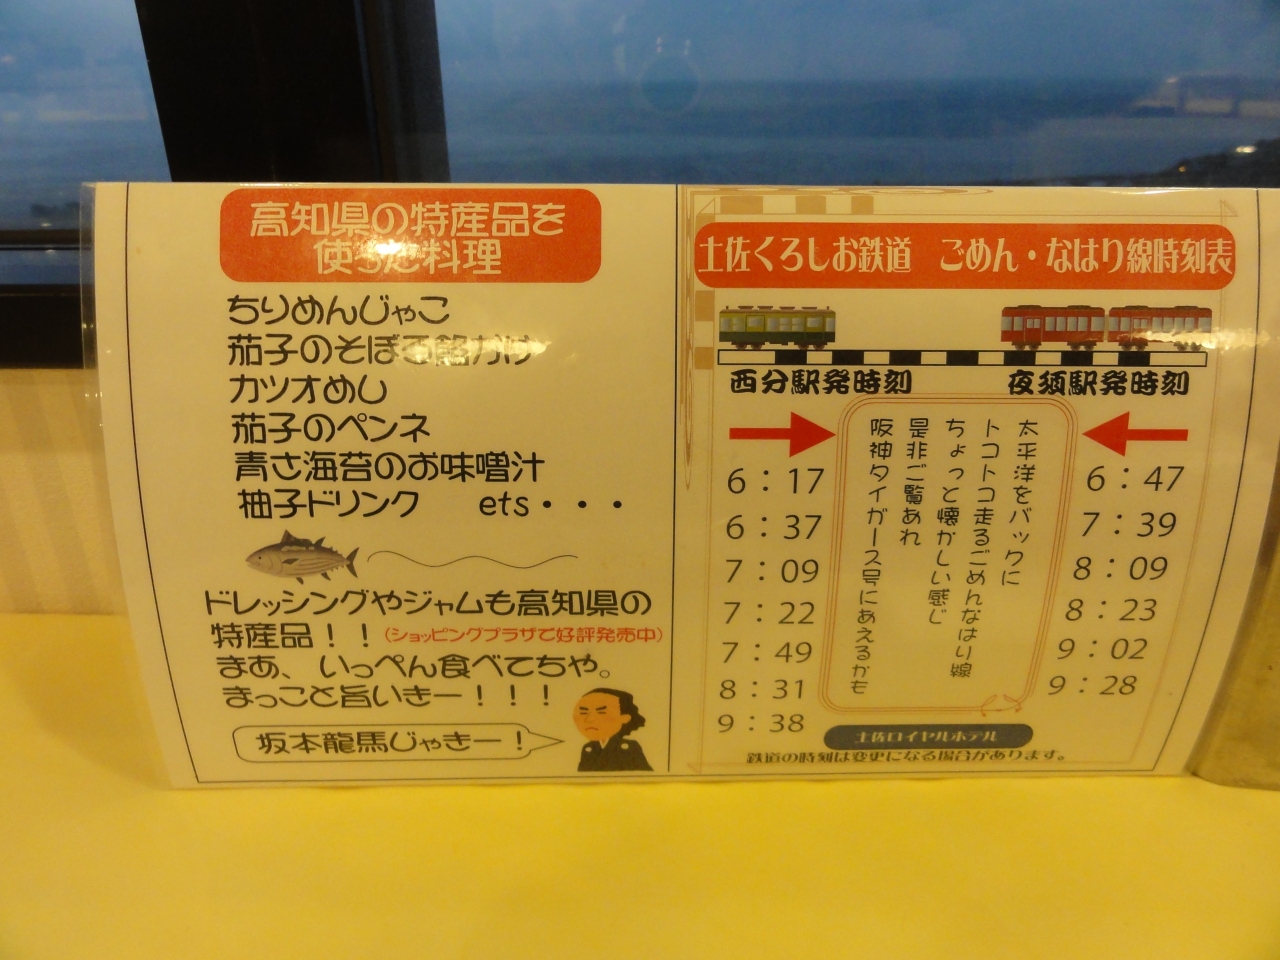 高知県の特産品を
使った料理
ちりめんじゃこ
茄子のそぼろ餡かけ
カツオめし
茄子のペンネ
青さ海苔のお味噌汁
柚子ドリンク ets・・・
ドレッシングやジャムも高知県の
特産品！！(ショッピングプラザで好評発売中)
まあ、いっぺん食べてちや。
まっこと旨いきー！！！
坂本龍馬じゃきー！
土佐くろしお鉄道 ごめん・なはり線時刻表
西分駅発時刻
6：17
6：37
7：09
7：22
7：49
8：31
9：38
太平洋をバックに
トコトコ走るごめんなはり線
ちょっと懐かしい感じ
是非ご覧あれ
阪神タイガース号にあえるかも
夜須駅発時刻
6：47
7：39
8：09
8：23
9：02
9：28
土佐ロイヤルホテル
鉄道の時刻は変更になる場合があります。